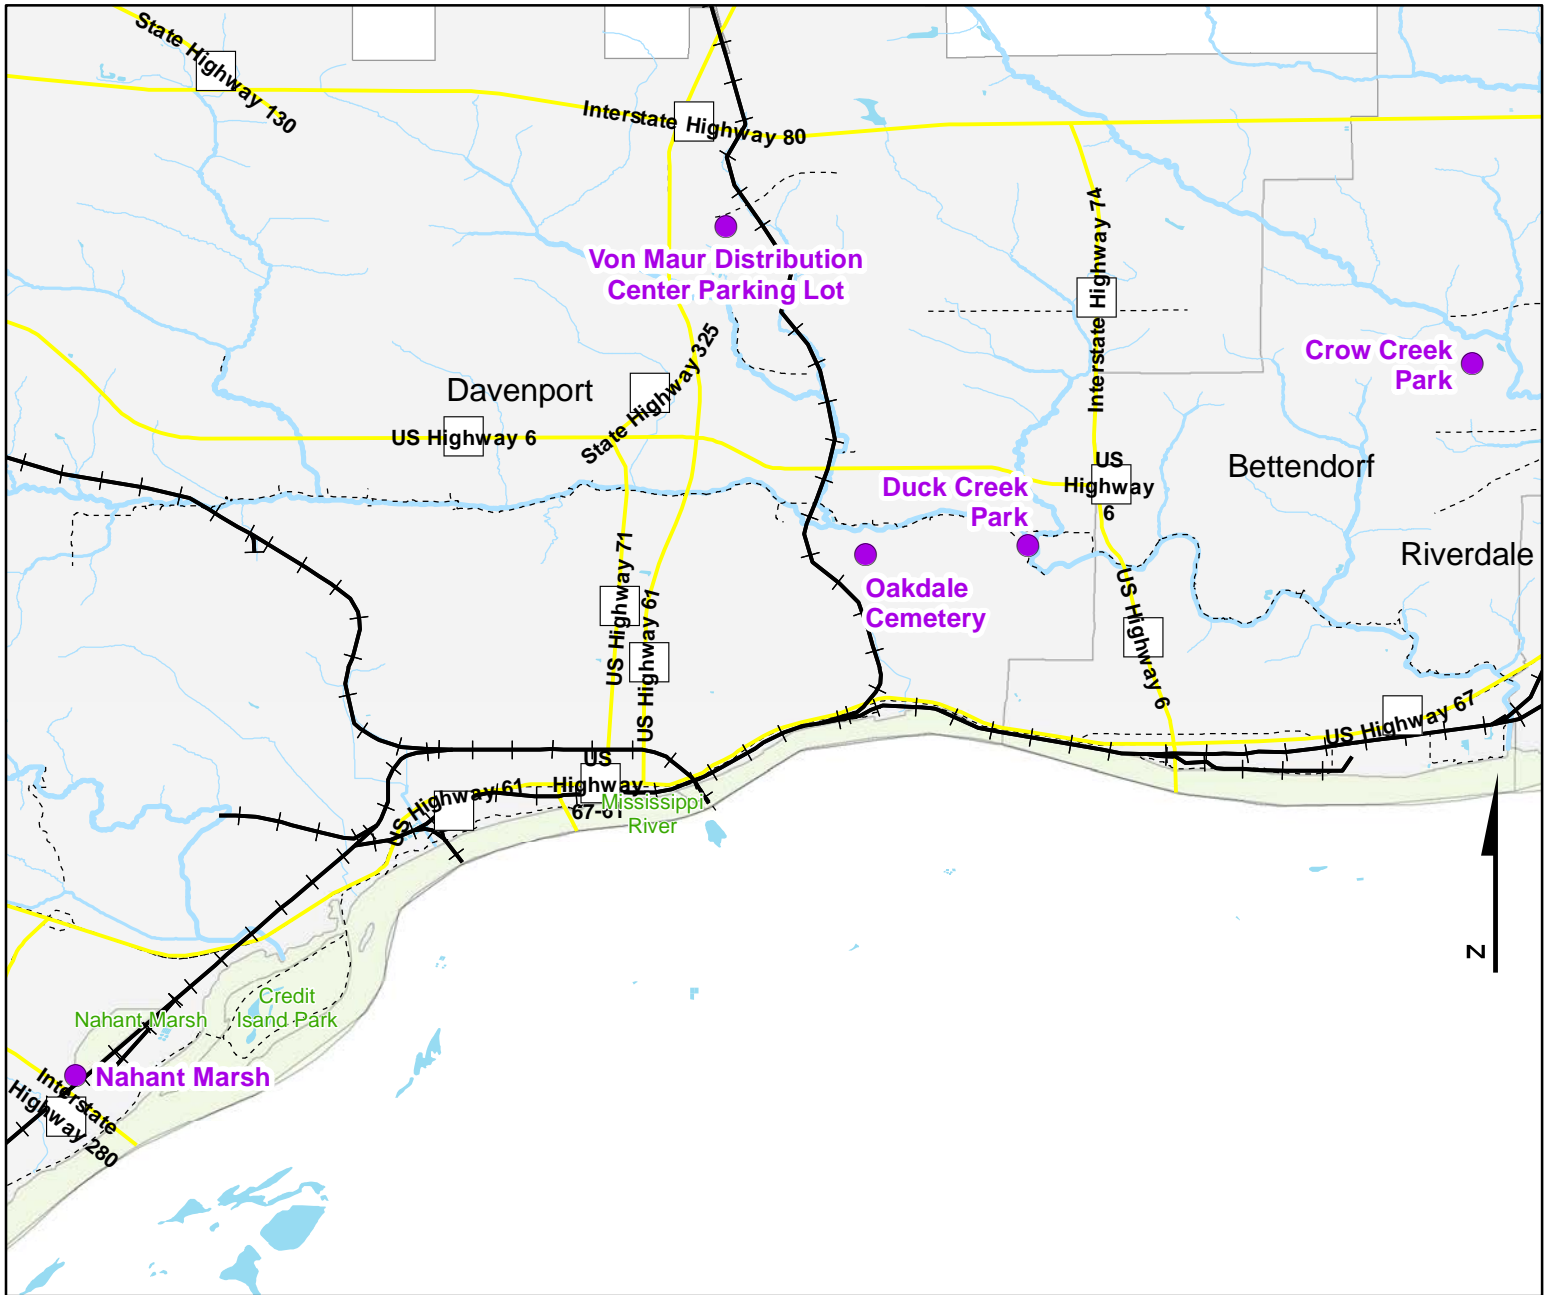 State Highway 130
Interstate Highway 80
Interstate Highway 74
Von Maur Distribution
Center Parking Lot
State Highway 325
Crow Creek
Park
Davenport
US Highway 6
US
Highway
6
Bettendorf
Duck Creek
Park
Riverdale
Oakdale
Cemetery
US Highway 71
US Highway 61
US Highway 6
US Highway 67
US Highway 61
US
Highway
67-61
Mississippi
River
Z
Credit
Isand Park
Nahant Marsh
Nahant Marsh
Interstate
Highway 280